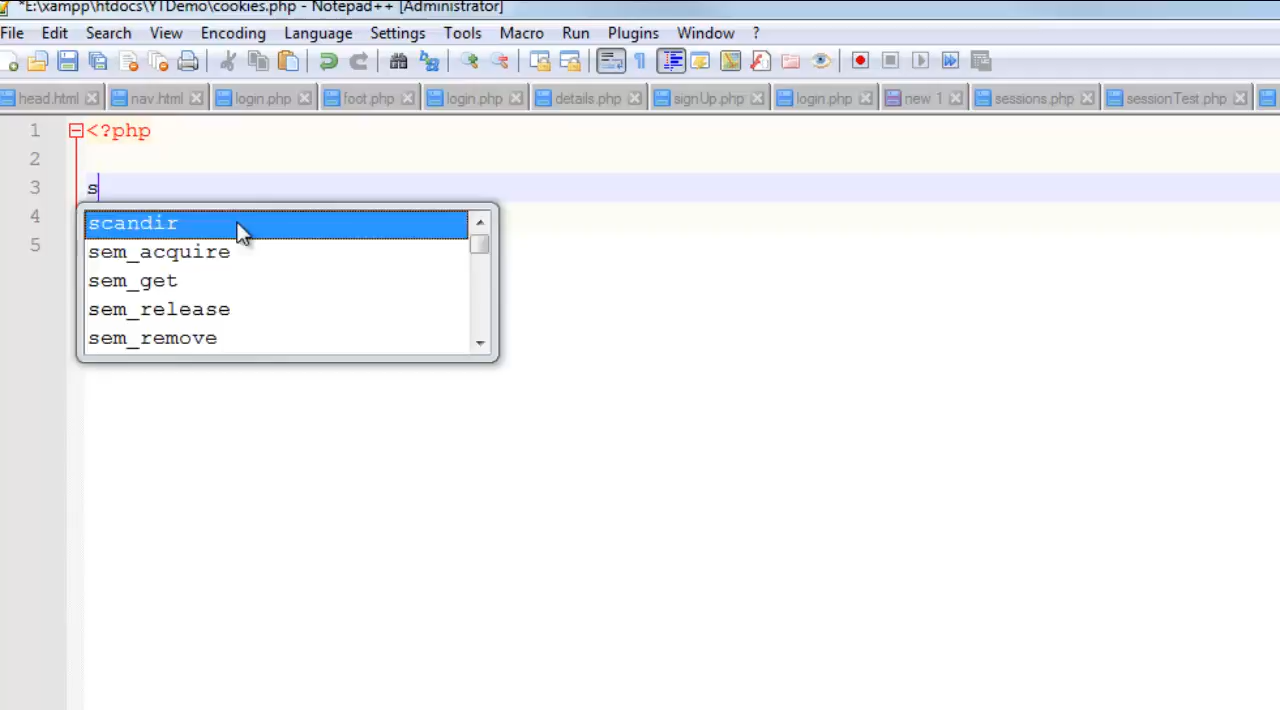 *E:\xampp\htdocs\YTDemo\cookies.php - Notepad++ [Administrator]
File Edit Search View Encoding Language Settings Tools Macro Run Plugins Window ?
head.html nav.html login.php foot.php login.php details.php signUp.php login.php new 1 sessions.php sessionTest.php
1 <?php
2
3 s
4
5
scandir
sem_acquire
sem_get
sem_release
sem_remove